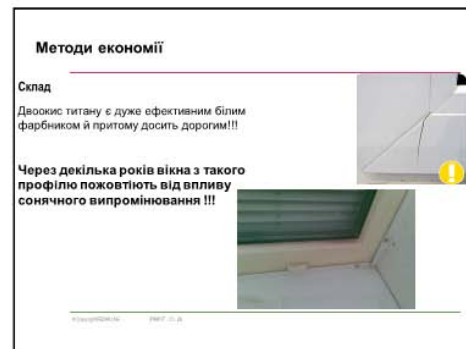 Методи економії
Склад
Двоокис титану є дуже ефективним білим
фарбником й притому досить дорогим!!!
Через декілька років вікна з такого
профілю пожовтіють від впливу
сонячного випромінювання !!!